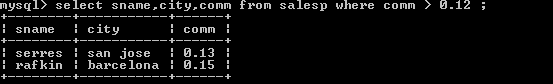 mysql> select sname,city,comm from salesp where comm > 0.12 ;
+--------+-----------+------+
| sname | city | comm |
+--------+-----------+------+
| serres | san jose | 0.13 |
| rafkin | barcelona | 0.15 |
+--------+-----------+------+